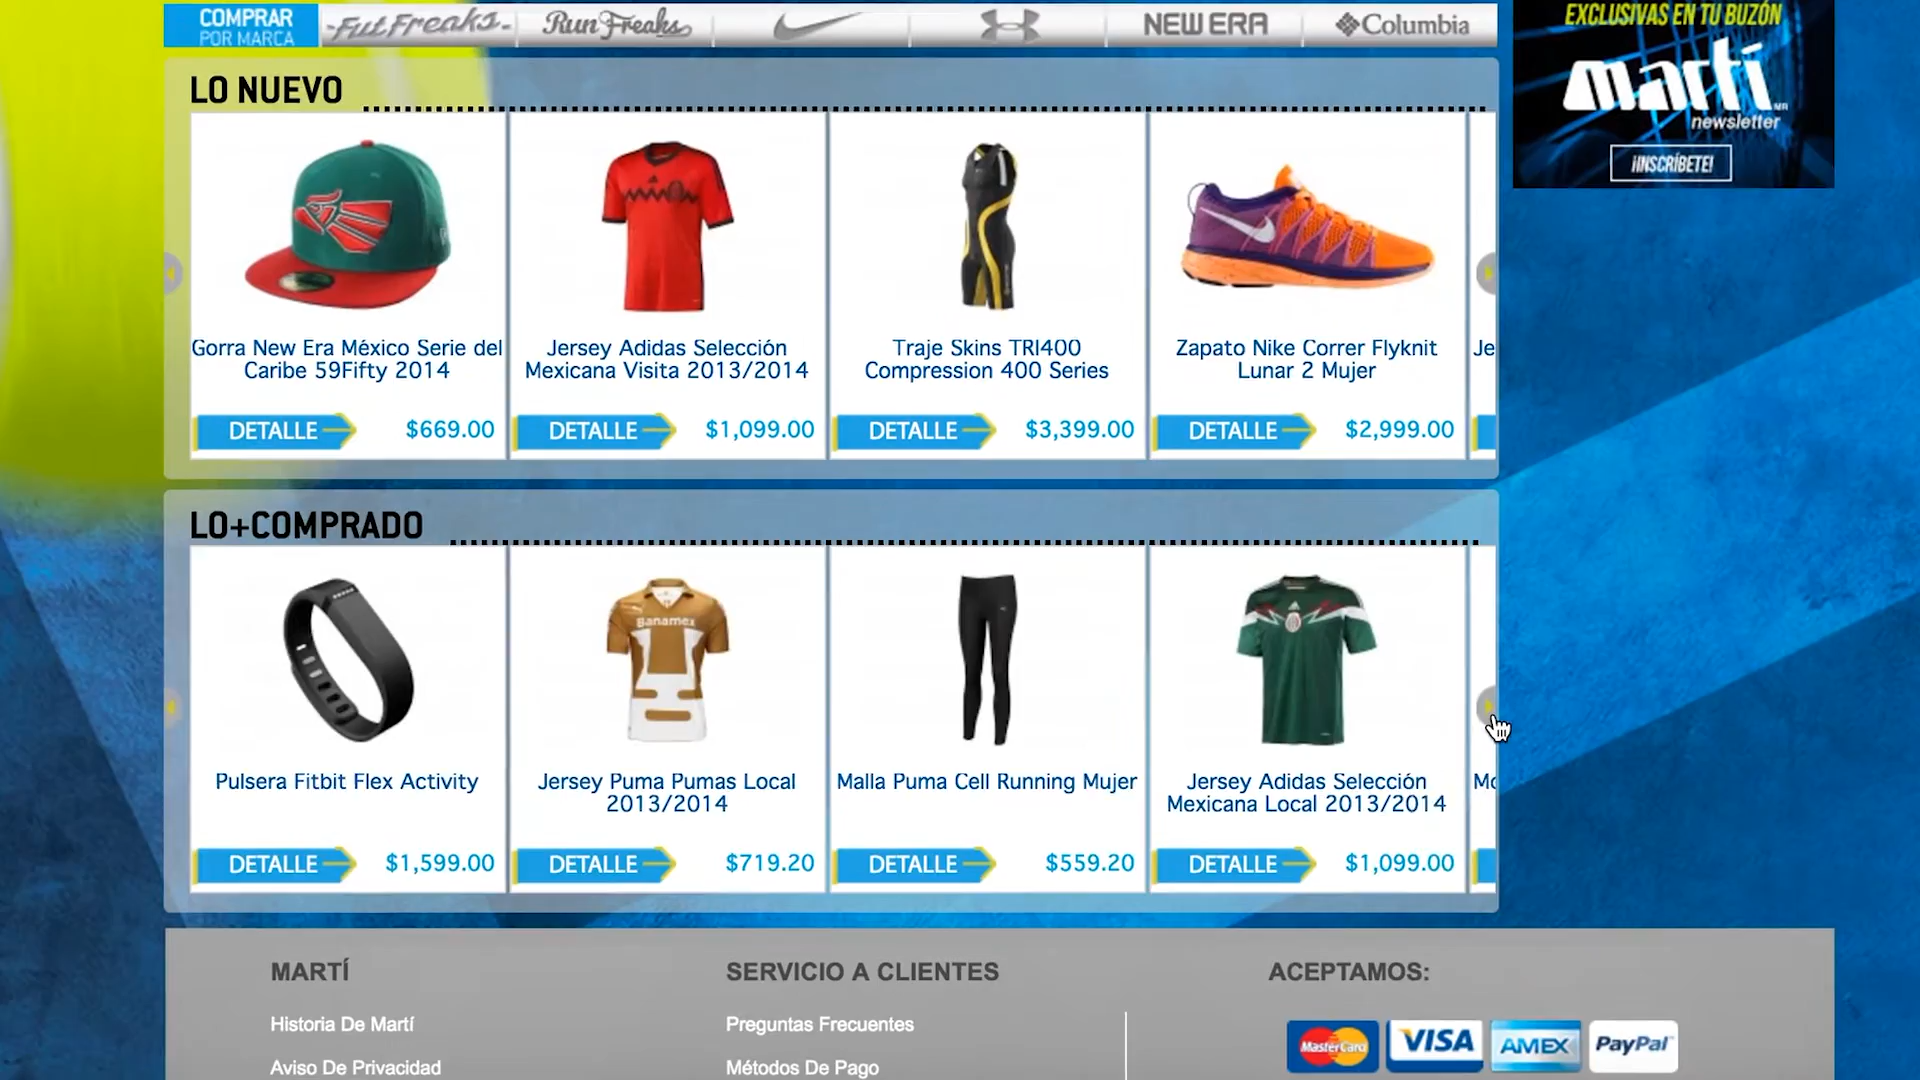 COMPRAR
POR MARCA
FutFreaks.
RunFreaks
NEW ERA
Columbia
EXCLUSIVAS EN TU BUZÓN
martí MR
newsletter
¡INSCRÍBETE!
LO NUEVO
Gorra New Era México Serie del
Caribe 59Fifty 2014
DETALLE
$669.00
Jersey Adidas Selección
Mexicana Visita 2013/2014
DETALLE
$1,099.00
Traje Skins TRI400
Compression 400 Series
DETALLE
$3,399.00
Zapato Nike Correr Flyknit
Lunar 2 Mujer
DETALLE
$2,999.00
Je
LO+COMPRADO
Banamex
Pulsera Fitbit Flex Activity
DETALLE
$1,599.00
Jersey Puma Pumas Local
2013/2014
DETALLE
$719.20
Malla Puma Cell Running Mujer
DETALLE
$559.20
Jersey Adidas Selección
Mexicana Local 2013/2014
DETALLE
$1,099.00
Mo
MARTÍ
Historia De Martí
Aviso De Privacidad
SERVICIO A CLIENTES
Preguntas Frecuentes
Métodos De Pago
ACEPTAMOS:
MasterCard
VISA
AMEX
PayPal